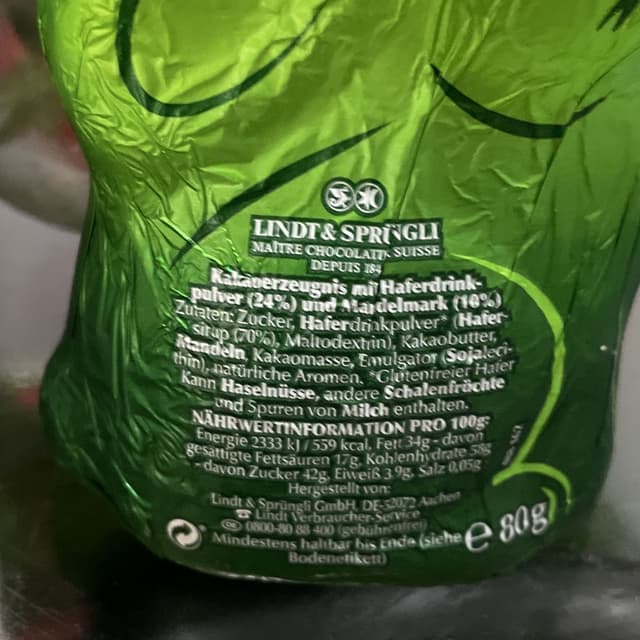 LINDT & SPRÜNGLI
MAÎTRE CHOCOLATIER SUISSE
DEPUIS 184
Kakaoerzeugnis mit Haferdrink-
pulver (24%) und Mandelmark (10%)
Zutaten: Zucker, Haferdrinkpulver* (Hafer-
sirup (70%), Maltodextrin), Kakaobutter,
Mandeln, Kakaomasse, Emulgator (Sojaleci-
thin), natürliche Aromen. *Glutenfreier Hafer
Kann Haselnüsse, andere Schalenfrüchte
und Spuren von Milch enthalten.
NÄHRWERTINFORMATION PRO 100g:
Energie 2333 kJ / 559 kcal, Fett 34g - davon
gesättigte Fettsäuren 17g, Kohlenhydrate 58g
- davon Zucker 42g, Eiweiß 3,9g, Salz 0,05g
Hergestellt von:
Lindt & Sprüngli GmbH, DE-52072 Aachen
Lindt Verbraucher-Service
0800-80 88 400 (gebührenfrei)
Mindestens haltbar bis Ende (siehe
Bodenetikett)
e 80g